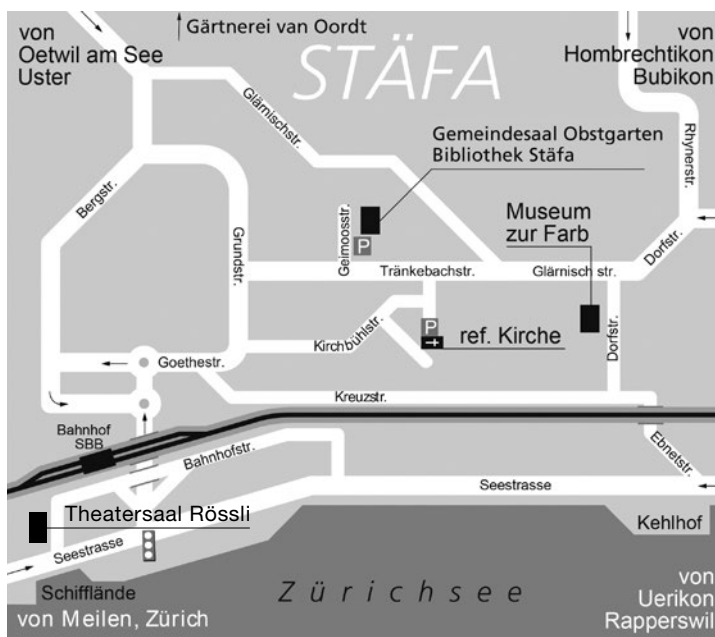 von
Oetwil am See
Uster
Gärtnerei van Oordt
STÄFA
von
Hombrechtikon
Bubikon
Glärnischstr.
Gemeindesaal Obstgarten
Bibliothek Stäfa
Rhynerstr.
Bergstr.
Grundstr.
Geimoosstr.
P
Museum
zur Farb
Dorfstr.
Tränkebachstr.
Glärnisch str.
Kirchbühlstr.
P
ref. Kirche
Dorfstr.
Goethestr.
Kreuzstr.
Bahnhof
SBB
Bahnhofstr.
Ebnetstr.
Seestrasse
Theatersaal Rössli
Kehlhof
Seestrasse
Schifflände
Zürichsee
von Meilen, Zürich
von
Uerikon
Rapperswil